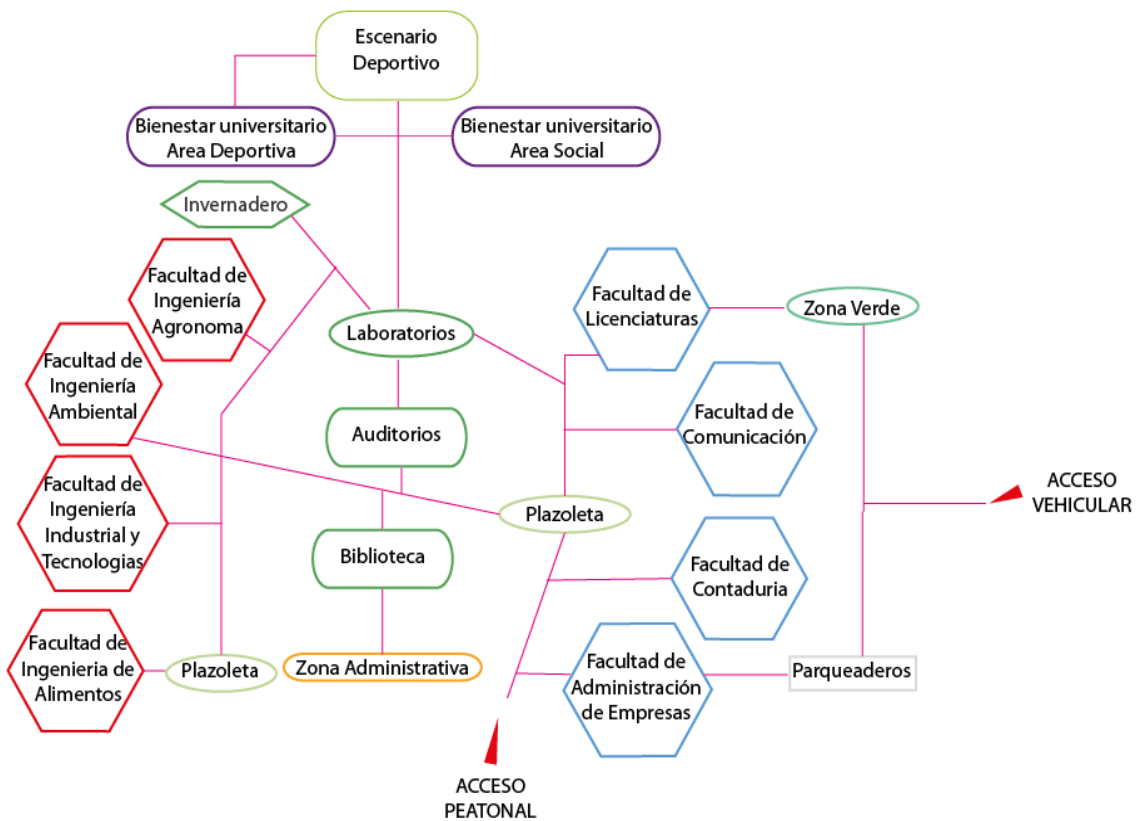 Escenario
Deportivo
Bienestar universitario
Area Deportiva
Bienestar universitario
Area Social
Invernadero
Facultad de
Ingeniería
Agronoma
Laboratorios
Facultad de
Licenciaturas
Zona Verde
Facultad de
Ingeniería
Ambiental
Auditorios
Facultad de
Comunicación
Facultad de
Ingeniería
Industrial y
Tecnologias
Plazoleta
ACCESO
VEHICULAR
Biblioteca
Facultad de
Contaduria
Facultad de
Ingenieria de
Alimentos
Plazoleta
Zona Administrativa
Facultad de
Administración
de Empresas
Parqueaderos
ACCESO
PEATONAL